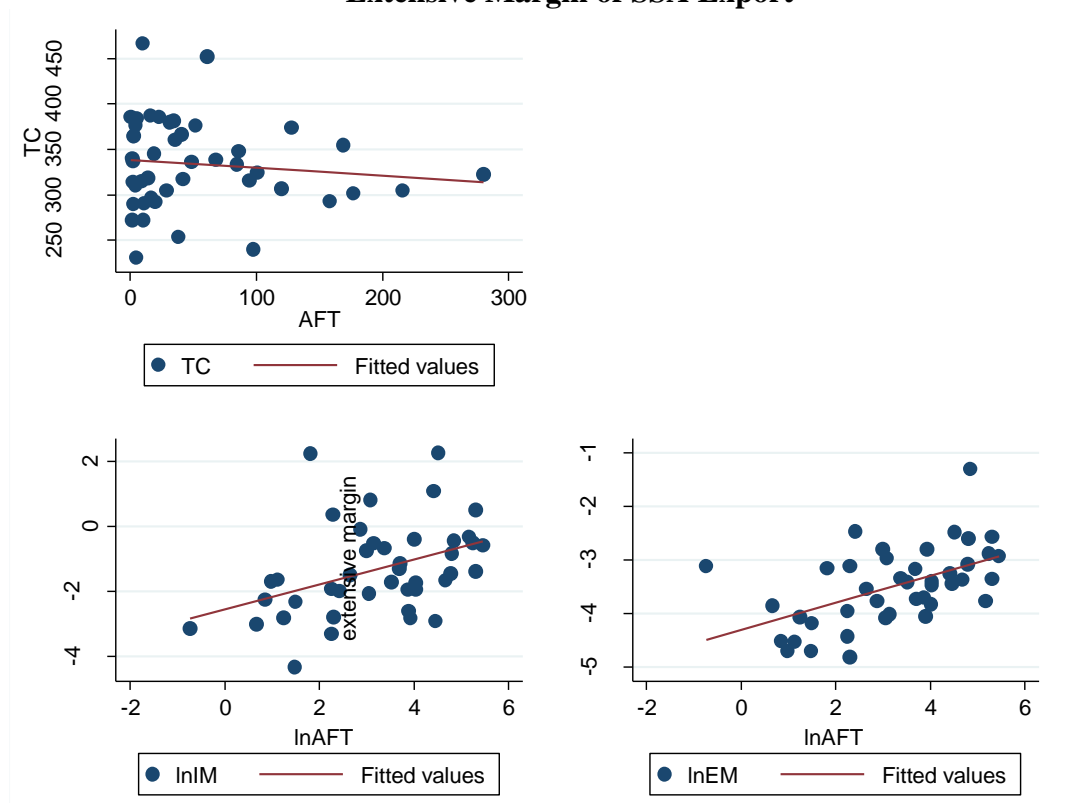 Extensive Margin of SSA Export
450
400
350
300
250
TC
0 100 200 300
AFT
TC Fitted values
2
0
-2
-4
extensive margin
-2 0 2 4 6
lnAFT
lnIM Fitted values
-1
-2
-3
-4
-5
-2 0 2 4 6
lnAFT
lnEM Fitted values